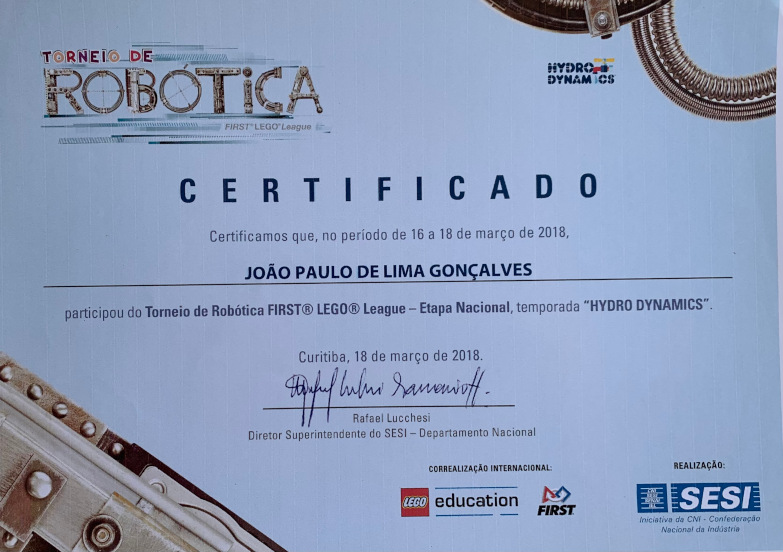 TORNEIO DE
ROBÓTICA
FIRST® LEGO® League
HYDRO
DYNAMICS
CERTIFICADO
Certificamos que, no período de 16 a 18 de março de 2018,
JOÃO PAULO DE LIMA GONÇALVES
participou do Torneio de Robótica FIRST® LEGO® League – Etapa Nacional, temporada “HYDRO DYNAMICS”.
Curitiba, 18 de março de 2018.
Rafael Lucchesi
Diretor Superintendente do SESI – Departamento Nacional
CORREALIZAÇÃO INTERNACIONAL:
LEGO education
FIRST
REALIZAÇÃO:
SESI
Iniciativa da CNI - Confederação
Nacional da Indústria